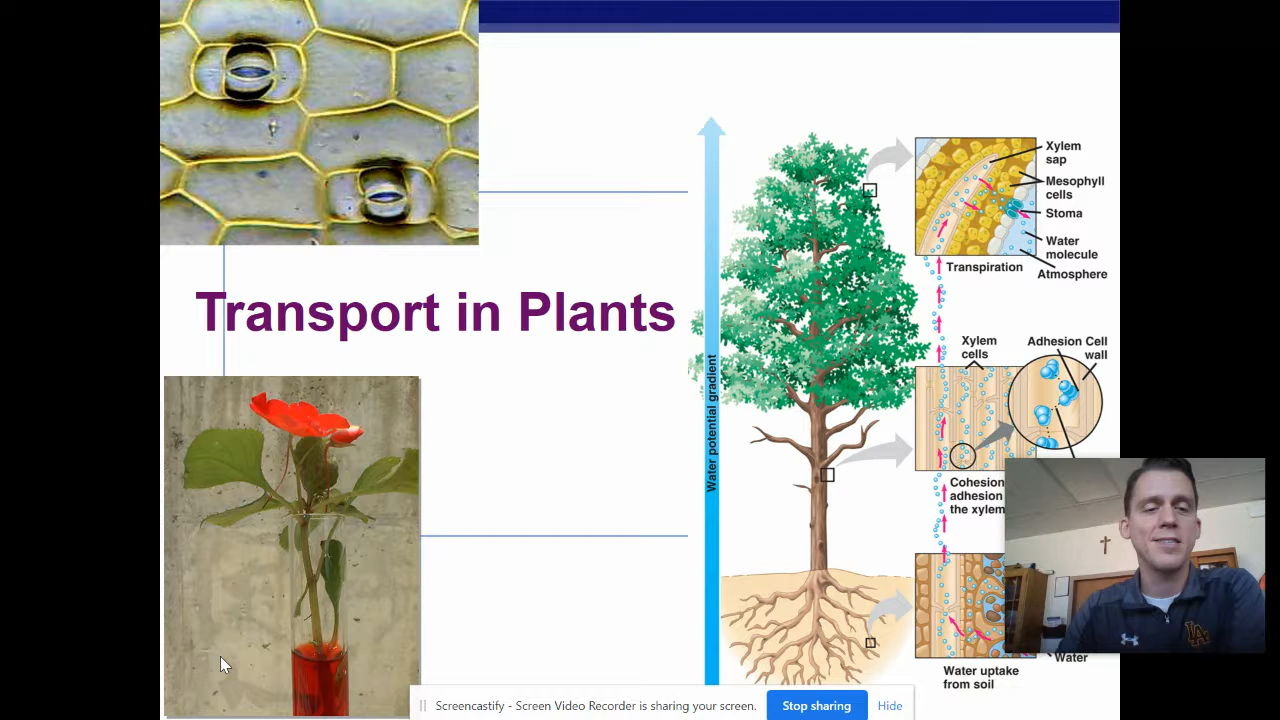 Transport in Plants
Water potential gradient
Xylem
sap
Mesophyll
cells
Stoma
Water
molecule
Atmosphere
Transpiration
Xylem
cells
Adhesion Cell
wall
Cohesion
adhesion
the xylem
LA
Water
Water uptake
from soil
Screencastify - Screen Video Recorder is sharing your screen.
Stop sharing
Hide